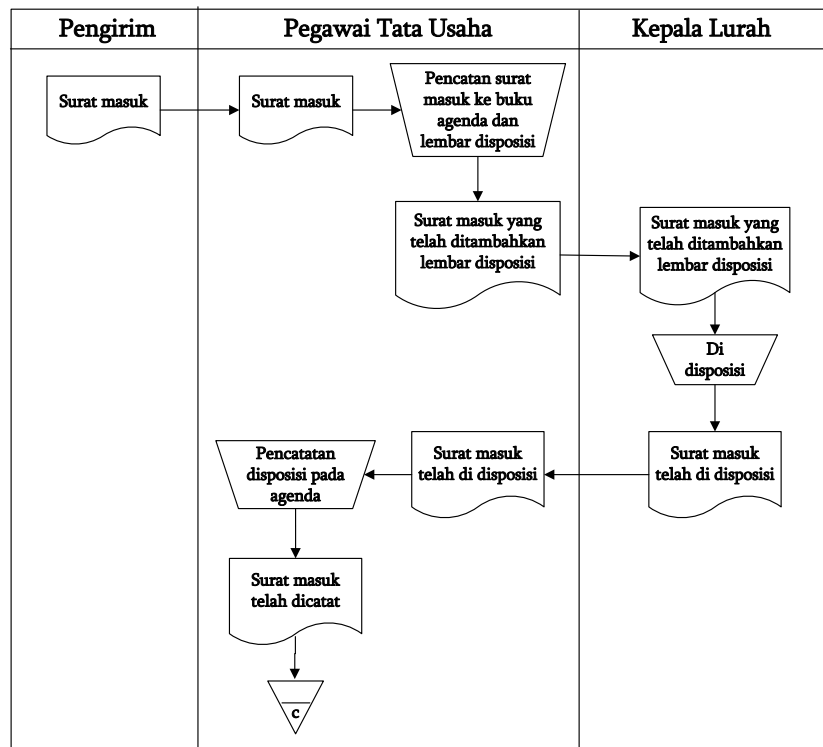 Pengirim
Pegawai Tata Usaha
Kepala Lurah
Surat masuk
Surat masuk
Pencatan surat
masuk ke buku
agenda dan
lembar disposisi
Surat masuk yang
telah ditambahkan
lembar disposisi
Surat masuk yang
telah ditambahkan
lembar disposisi
Di
disposisi
Surat masuk
telah di disposisi
Surat masuk
telah di disposisi
Pencatatan
disposisi pada
agenda
Surat masuk
telah dicatat
c